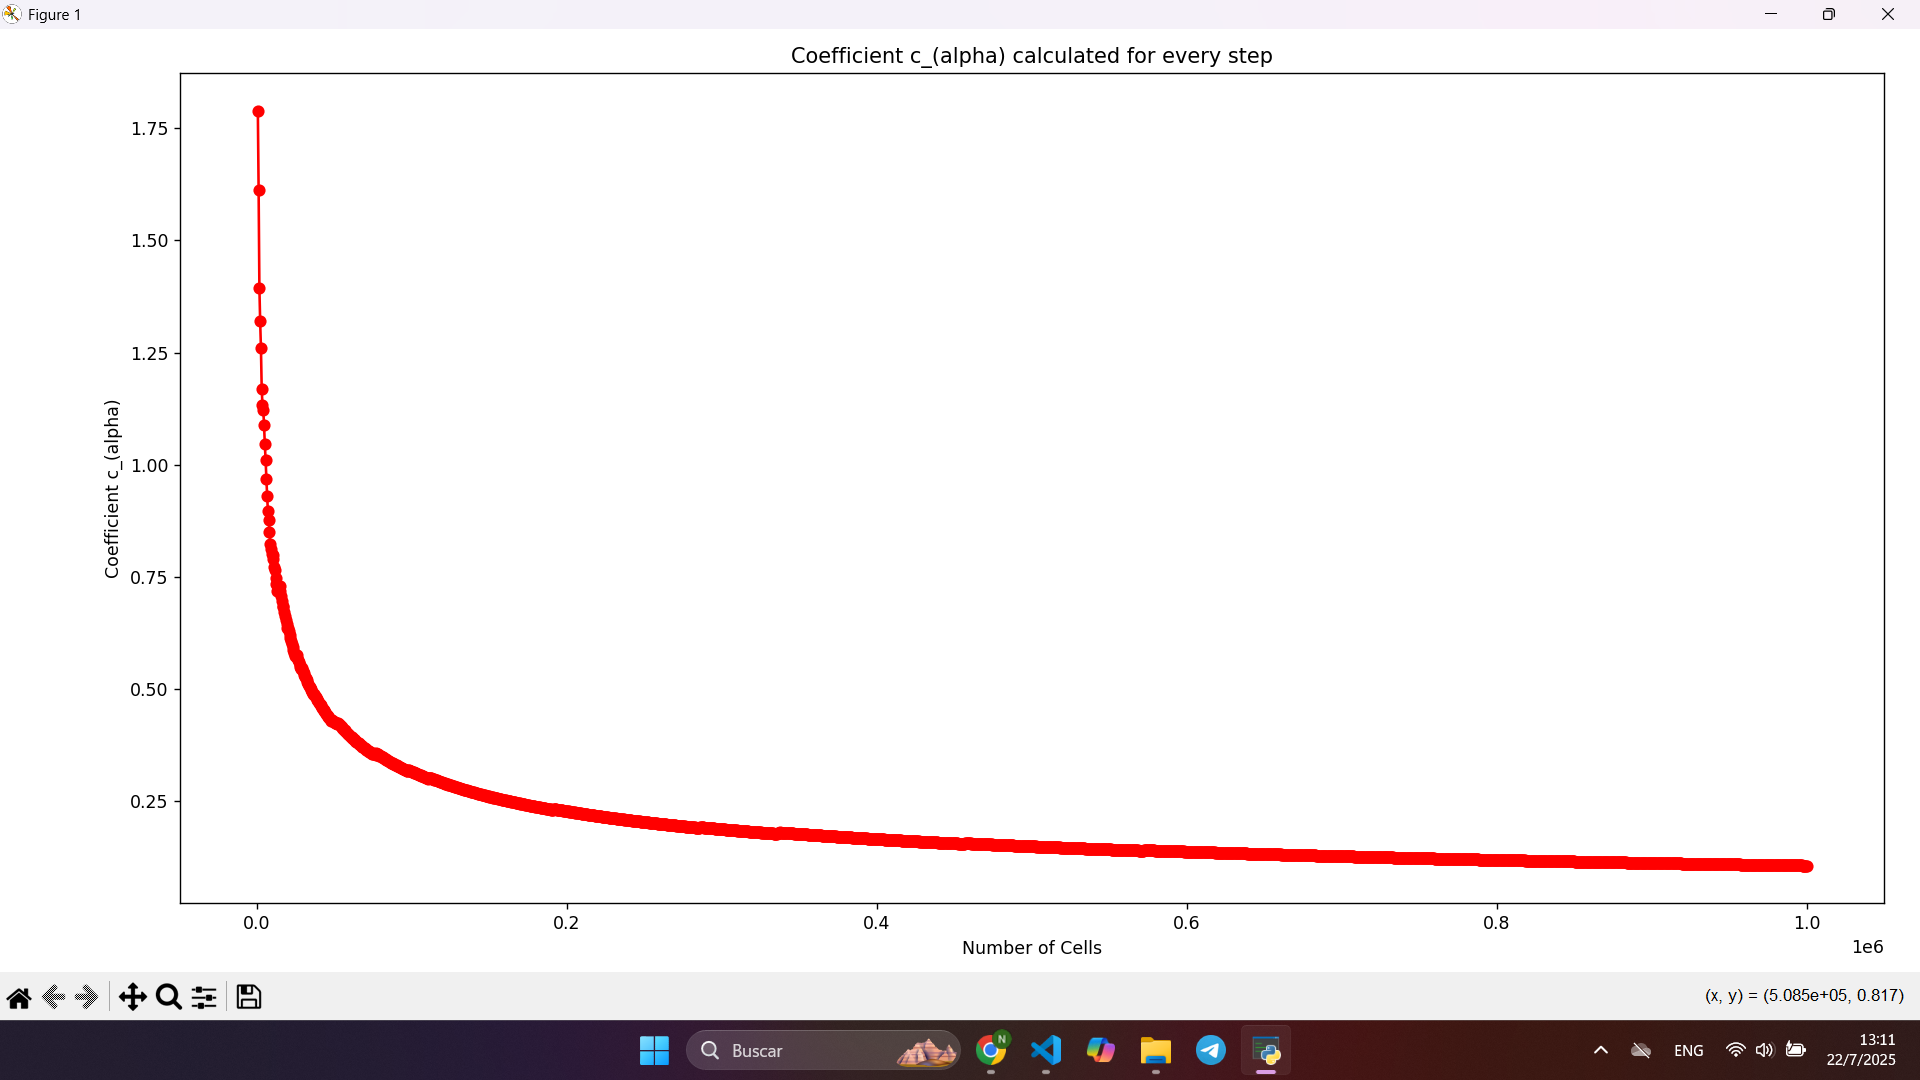 Figure 1
Coefficient c_(alpha) calculated for every step
1.75
1.50
1.25
1.00
0.75
0.50
0.25
Coefficient c_(alpha)
0.0 0.2 0.4 0.6 0.8 1.0
1e6
Number of Cells
(x, y) = (5.085e+05, 0.817)
Buscar
N
ENG
13:11
22/7/2025